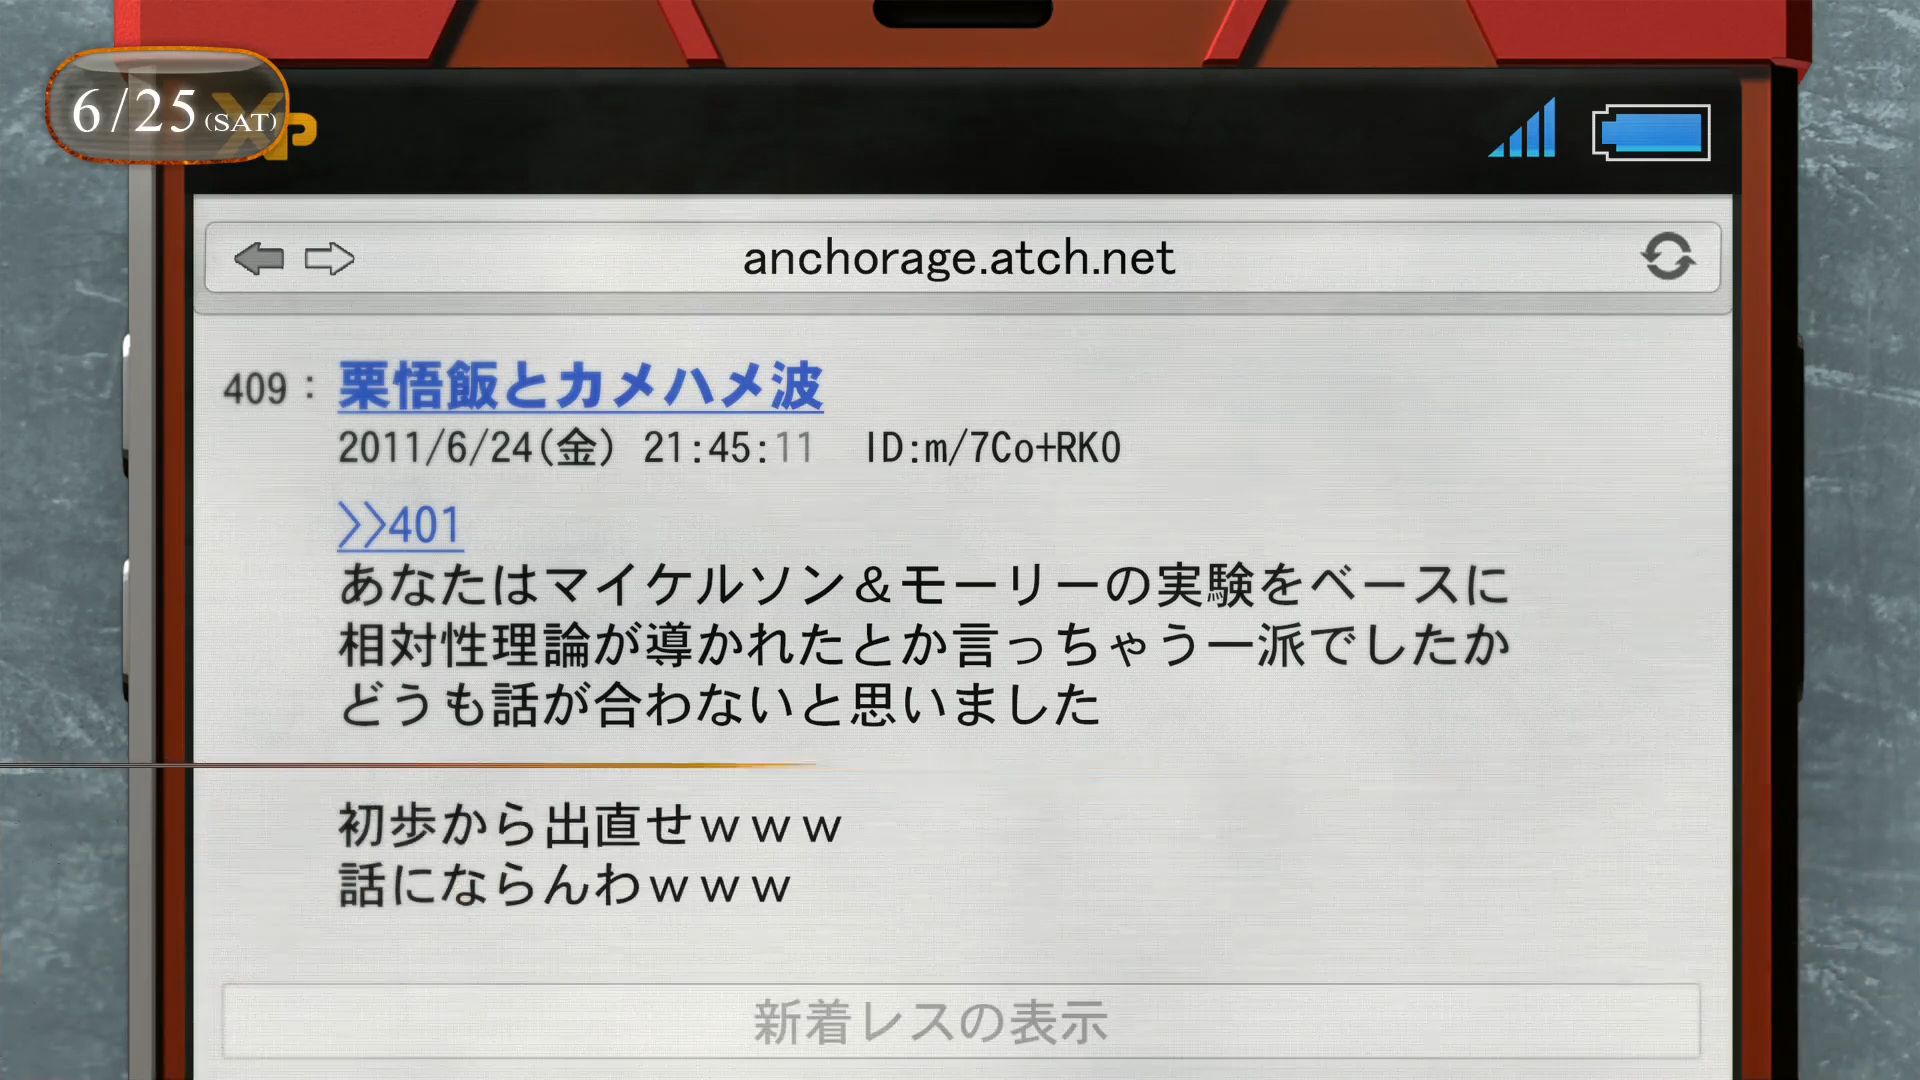 6/25(SAT)
XP
anchorage.atch.net
409：栗悟飯とカメハメ波
2011/6/24(金) 21:45:11 ID:m/7Co+RK0
>>401
あなたはマイケルソン＆モーリーの実験をベースに
相対性理論が導かれたとか言っちゃう一派でしたか
どうも話が合わないと思いました
初歩から出直せｗｗｗ
話にならんわｗｗｗ
新着レスの表示